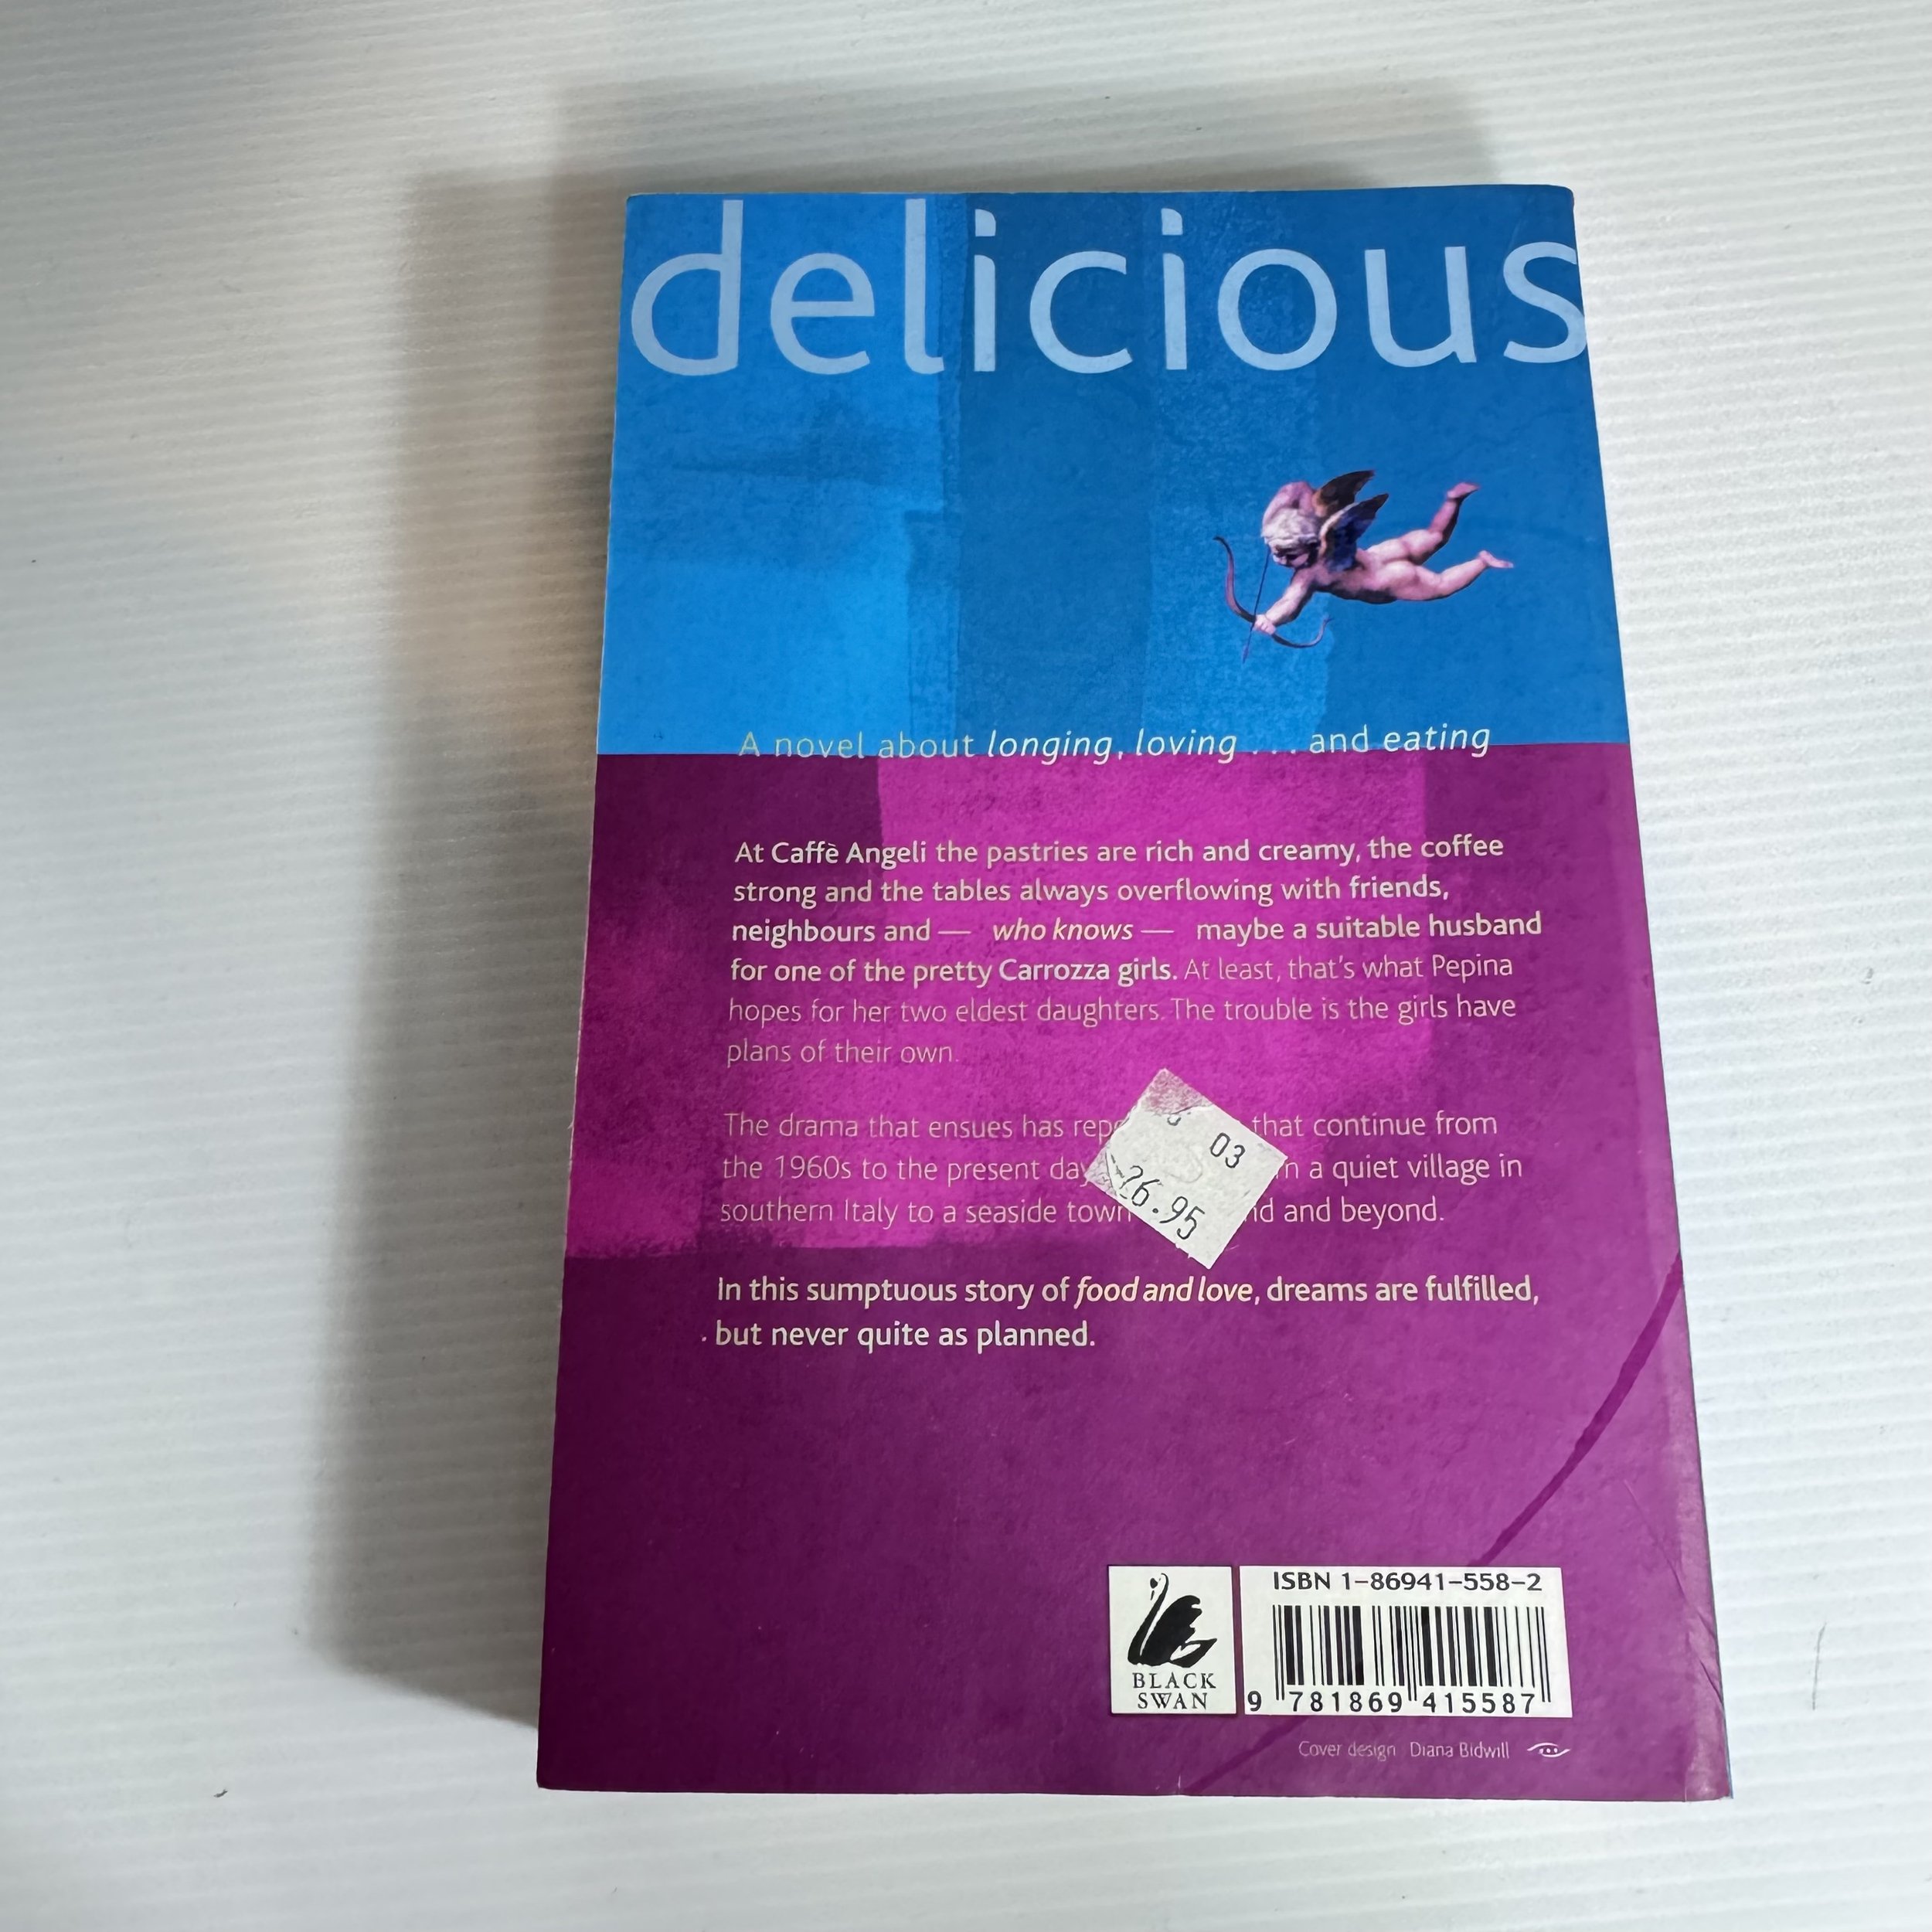 delicious
A novel about longing, loving . . . and eating
At Caffè Angeli the pastries are rich and creamy, the coffee
strong and the tables always overflowing with friends,
neighbours and — who knows — maybe a suitable husband
for one of the pretty Carrozza girls. At least, that's what Pepina
hopes for her two eldest daughters. The trouble is the girls have
plans of their own.
The drama that ensues has that continue from
the 1960s to the present a quiet village in
southern Italy to a seaside town and beyond.
03
26.95
In this sumptuous story of food and love, dreams are fulfilled,
but never quite as planned.
ISBN 1-86941-558-2
BLACK
SWAN
9 781869 415587
Cover design Diana Bidwill